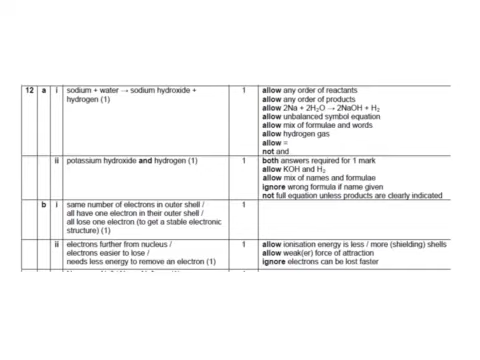 12 a i sodium + water → sodium hydroxide + hydrogen (1) 1 allow any order of reactants
allow any order of products
allow 2Na + 2H₂O → 2NaOH + H₂
allow unbalanced symbol equation
allow mix of formulae and words
allow hydrogen gas
allow =
not and
ii potassium hydroxide and hydrogen (1) 1 both answers required for 1 mark
allow KOH and H₂
allow mix of names and formulae
ignore wrong formula if name given
not full equation unless products are clearly indicated
b i same number of electrons in outer shell / 1
all have one electron in their outer shell /
all lose one electron (to get a stable electronic
structure) (1)
ii electrons further from nucleus / 1 allow ionisation energy is less / more (shielding) shells
electrons easier to lose / allow weak(er) force of attraction
needs less energy to remove an electron (1) ignore electrons can be lost faster